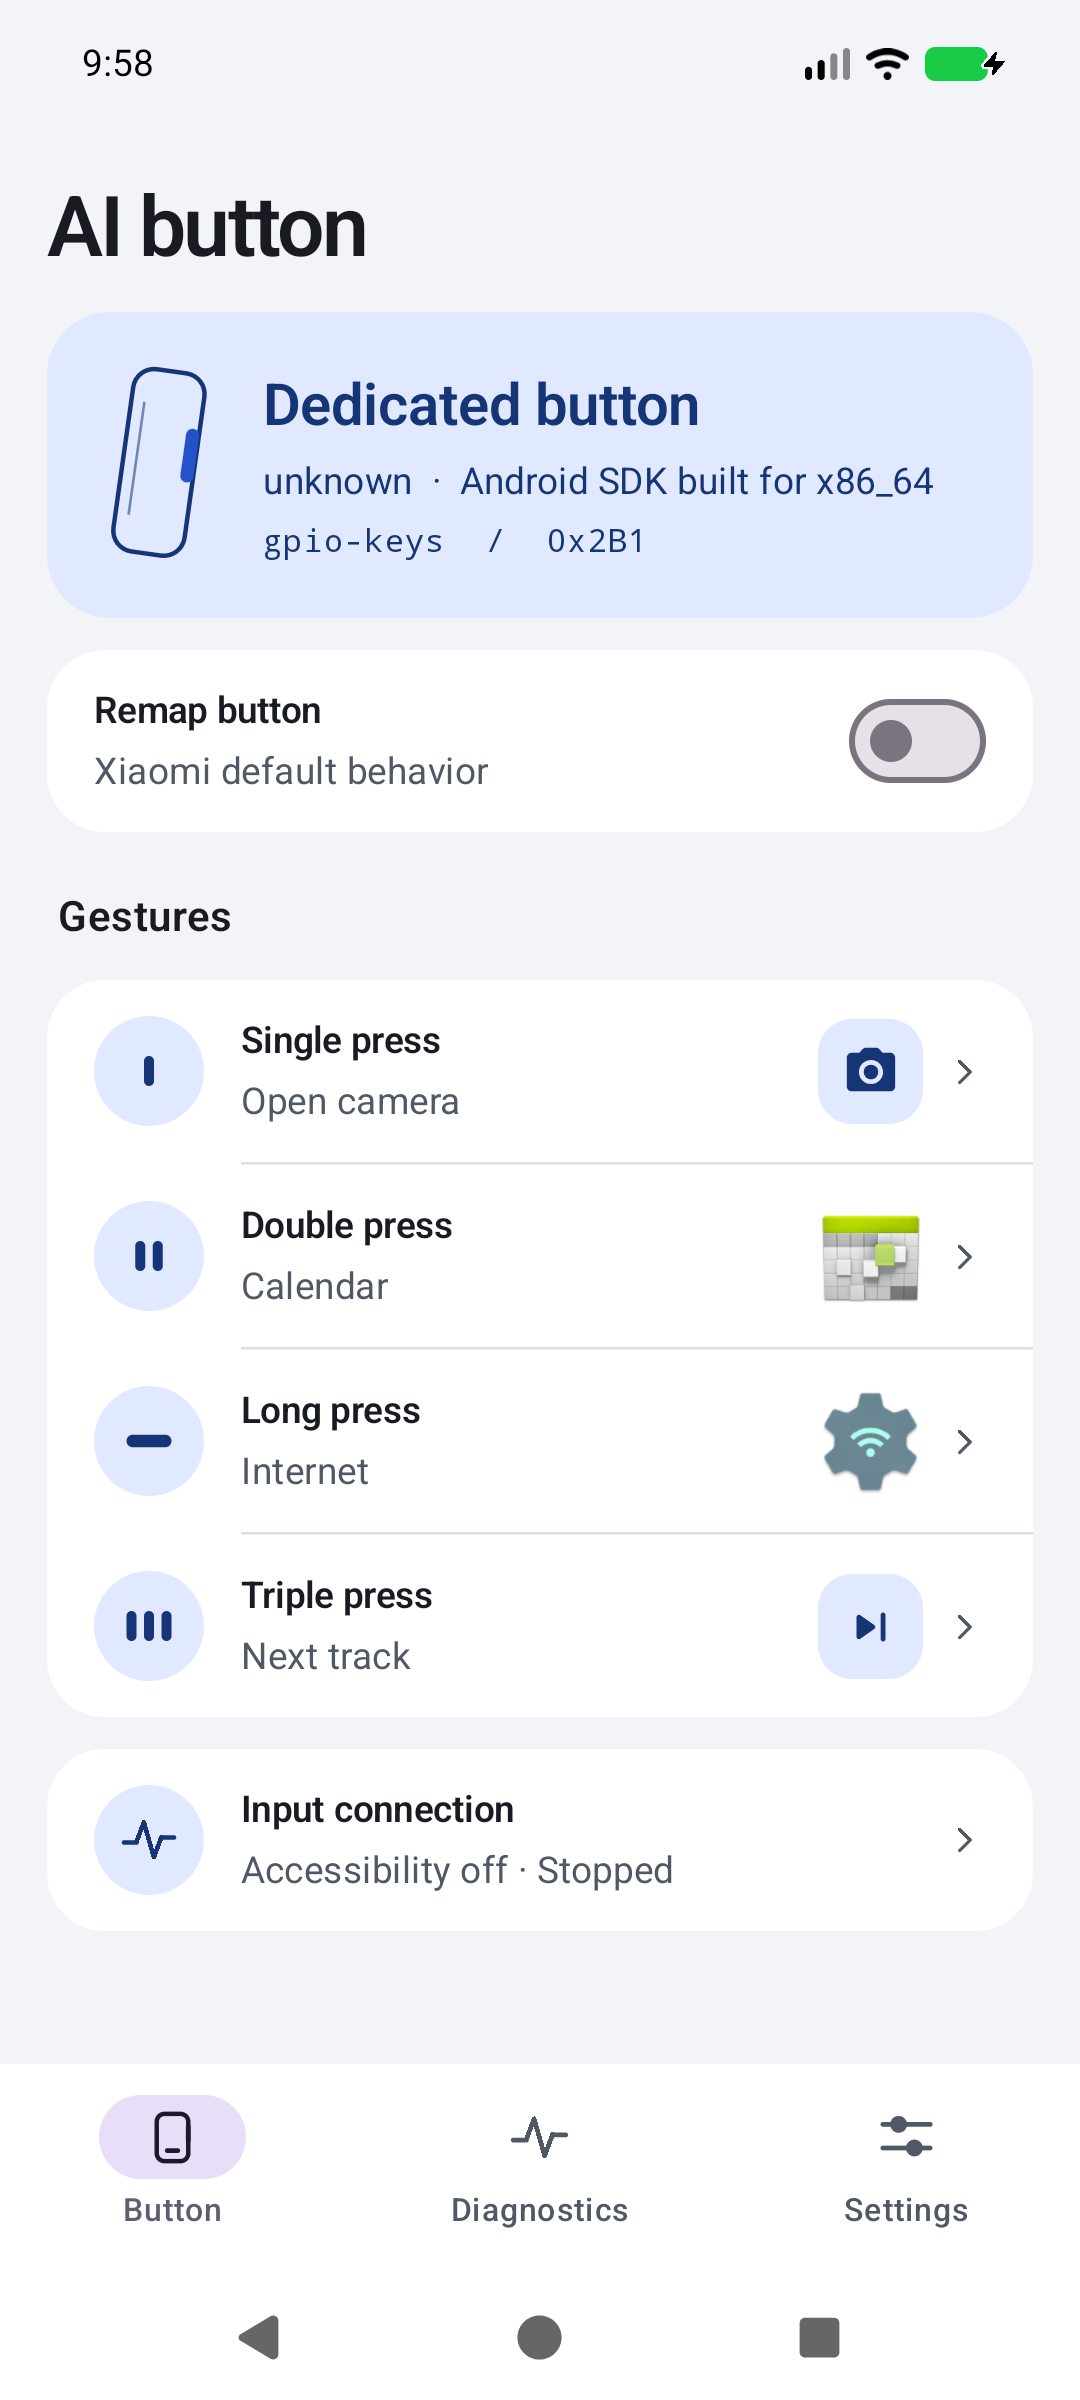 9:58
AI button
Dedicated button
unknown · Android SDK built for x86_64
gpio-keys / 0x2B1
Remap button
Xiaomi default behavior
Gestures
Single press
Open camera
Double press
Calendar
Long press
Internet
Triple press
Next track
Input connection
Accessibility off · Stopped
Button
Diagnostics
Settings